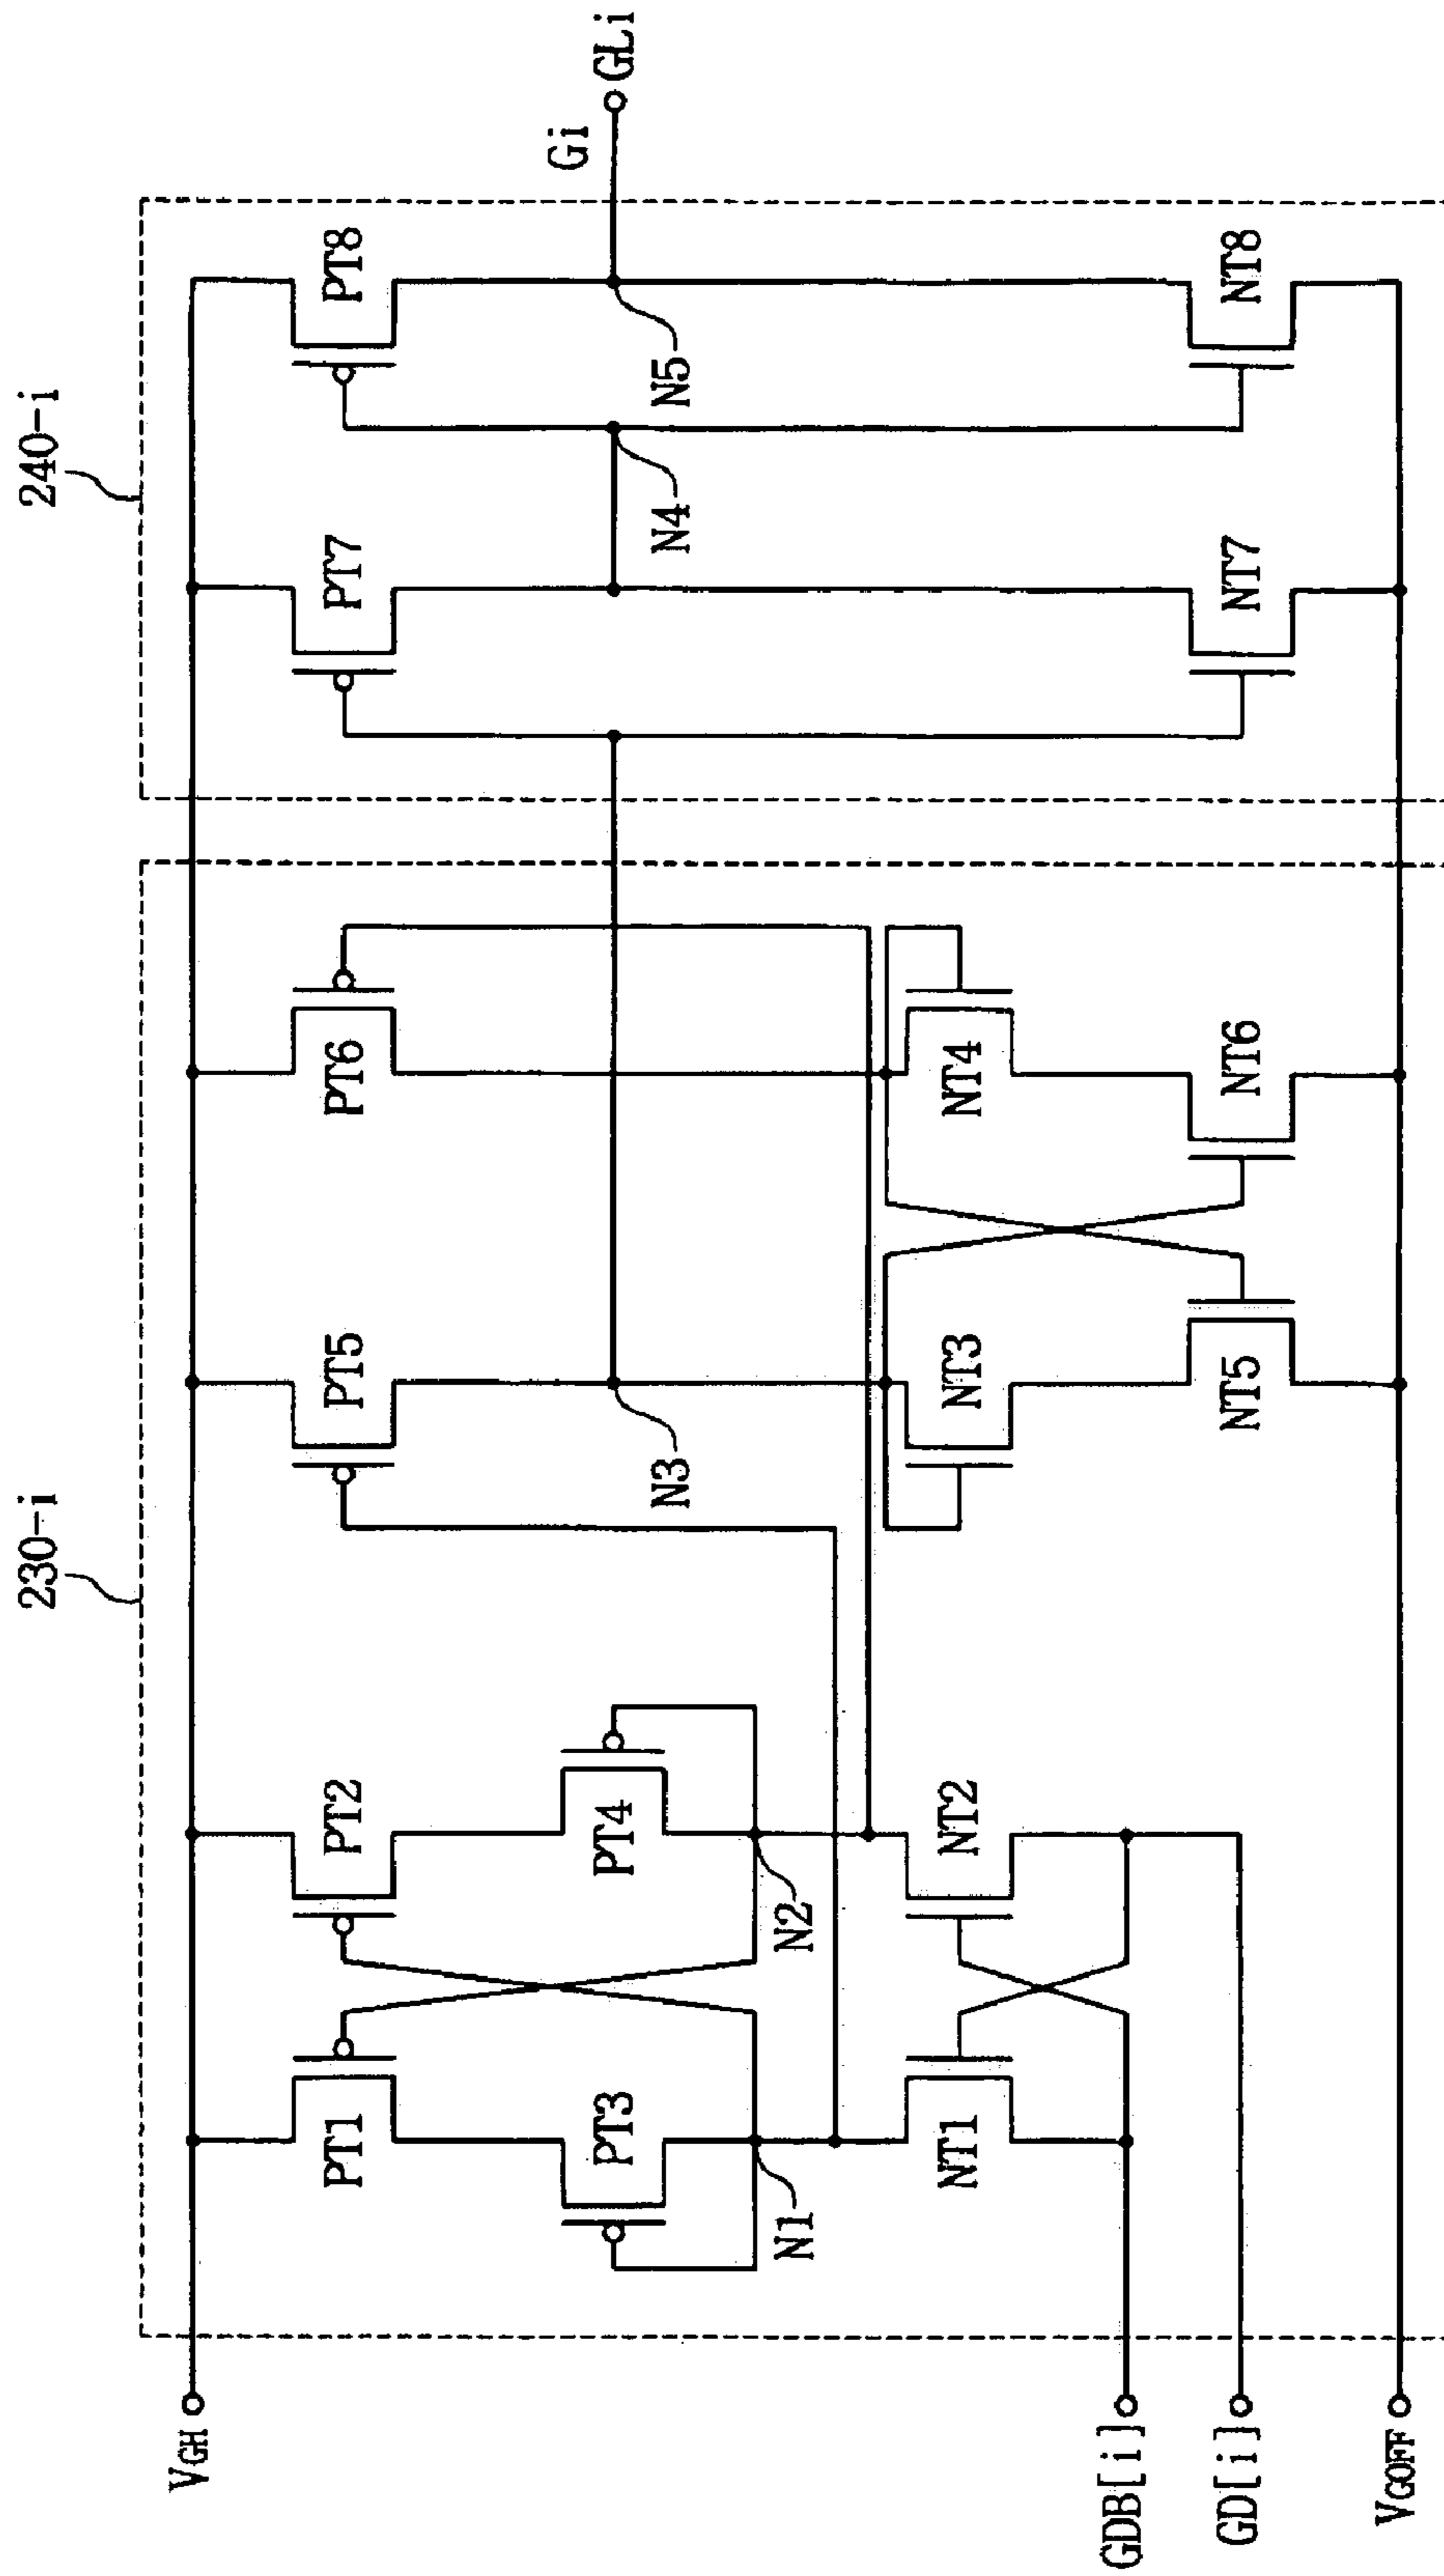 230-i
240-i
VGH
PT1
PT2
PT5
PT6
PT7
PT8
Gi
GLi
PT3
PT4
N1
N2
N3
N4
N5
NT1
NT2
NT3
NT4
GDB[i]
GD[i]
NT5
NT6
NT7
NT8
VGOFF